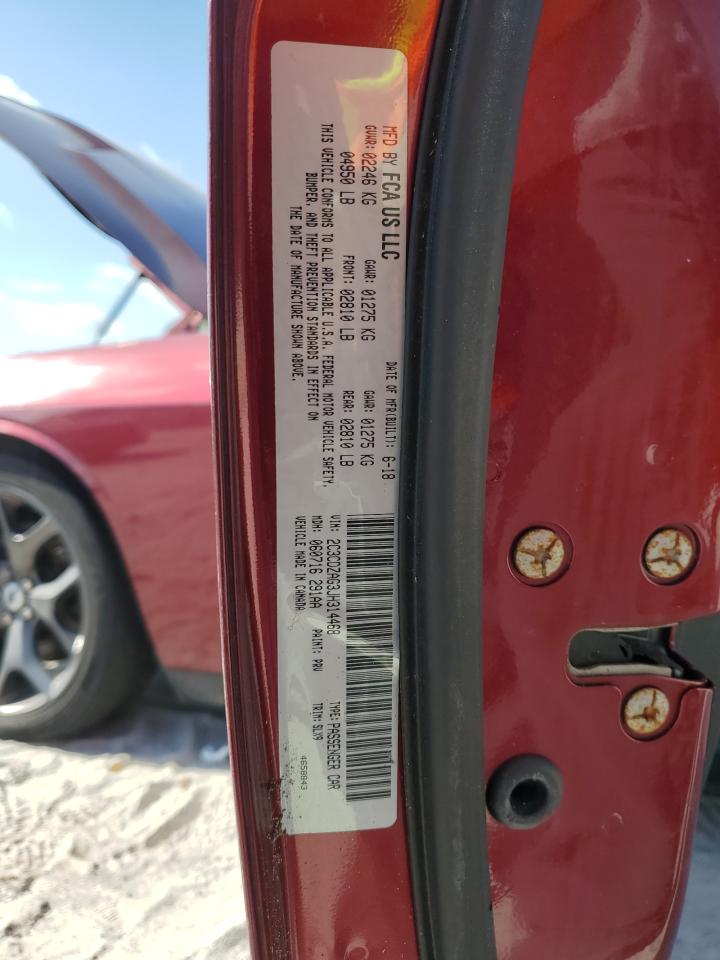 MFD BY FCA US LLC
DATE OF MFR(BUILT): 6-18
GVWR: 02246 KG GAWR: 01275 KG GAWR: 01275 KG
04950 LB FRONT: 02810 LB REAR: 02810 LB
THIS VEHICLE CONFORMS TO ALL APPLICABLE U.S.A. FEDERAL MOTOR VEHICLE SAFETY,
BUMPER, AND THEFT PREVENTION STANDARDS IN EFFECT ON
THE DATE OF MANUFACTURE SHOWN ABOVE.
VIN: 2C3CDZAG3JH314468 TYPE: PASSENGER CAR
MDH: 060716 291AA PAINT: PRV TRIM: SLX9
VEHICLE MADE IN CANADA
4658843